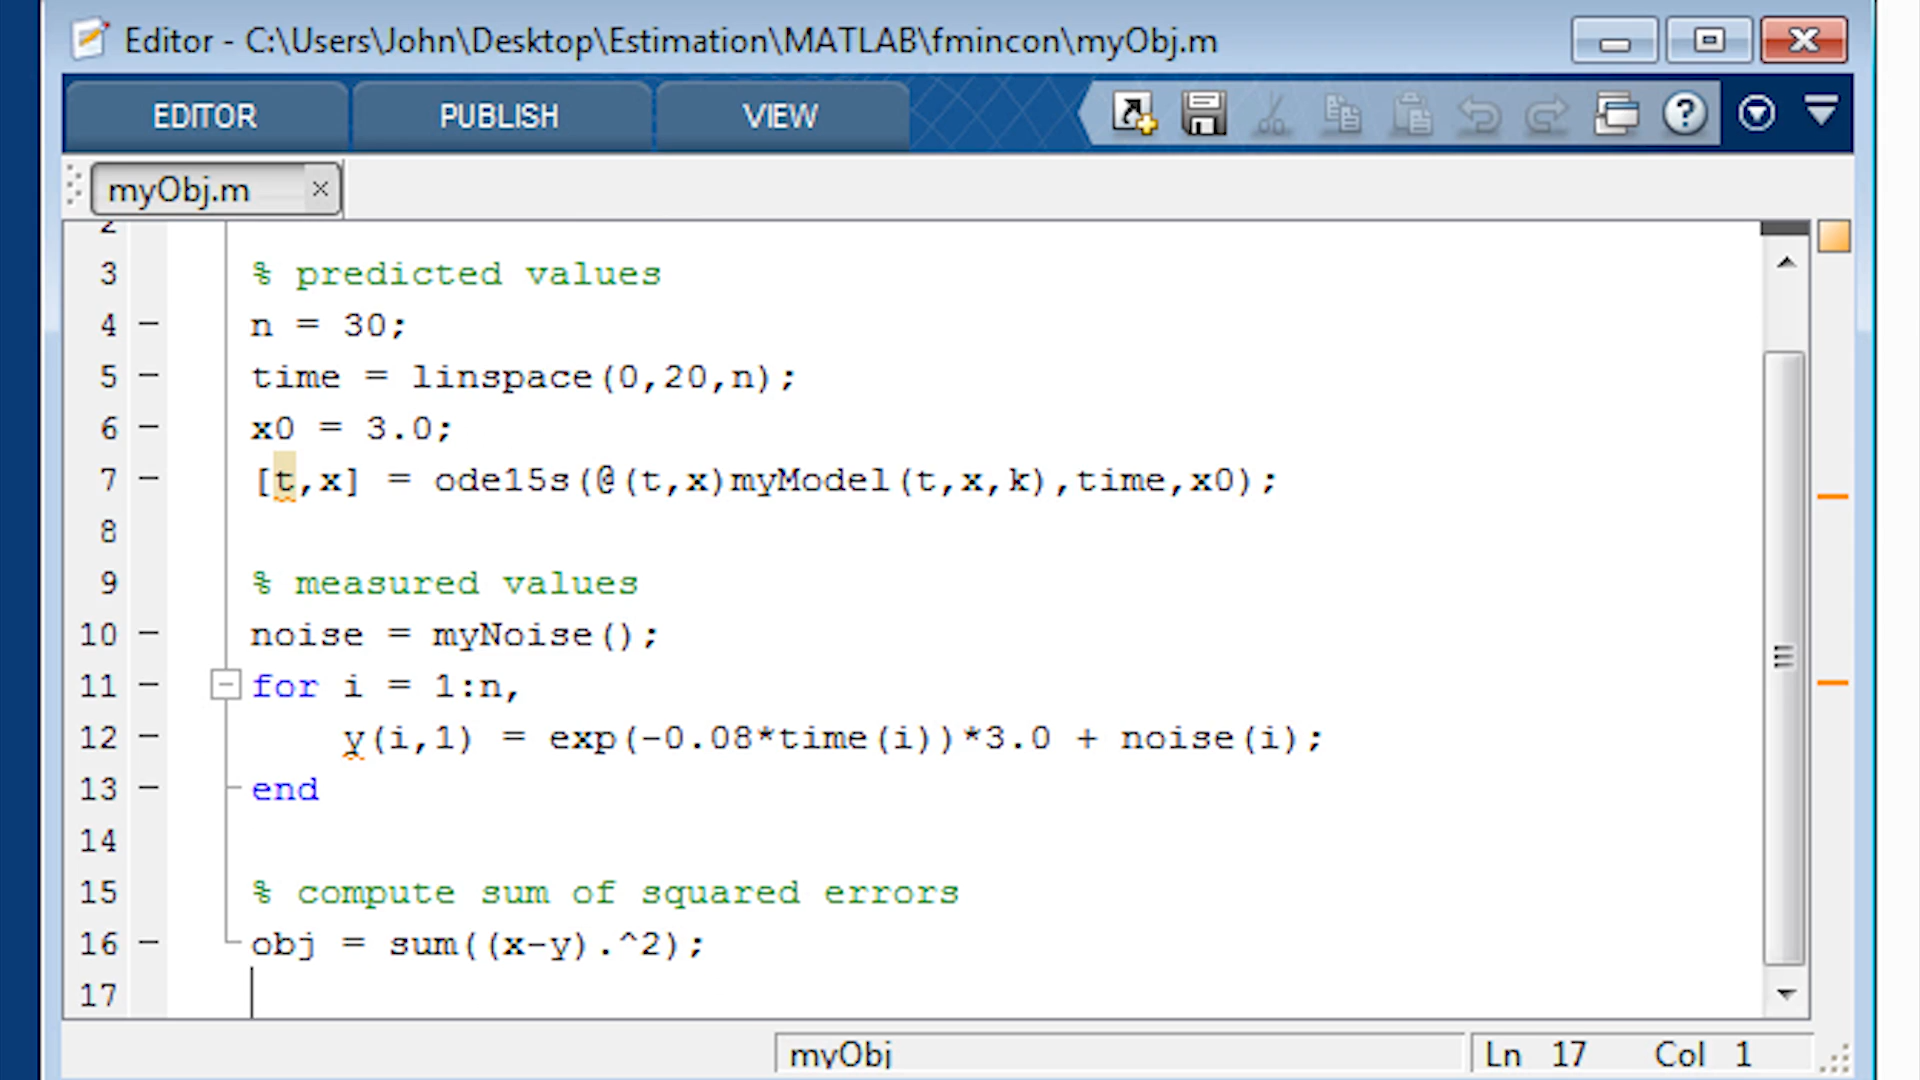 Editor - C:\Users\John\Desktop\Estimation\MATLAB\fmincon\myObj.m
EDITOR PUBLISH VIEW
myObj.m
2
3 % predicted values
4 n = 30;
5 time = linspace(0,20,n);
6 x0 = 3.0;
7 [t,x] = ode15s(@(t,x)myModel(t,x,k),time,x0);
8
9 % measured values
10 noise = myNoise();
11 for i = 1:n,
12 y(i,1) = exp(-0.08*time(i))*3.0 + noise(i);
13 end
14
15 % compute sum of squared errors
16 obj = sum((x-y).^2);
17
myObj Ln 17 Col 1